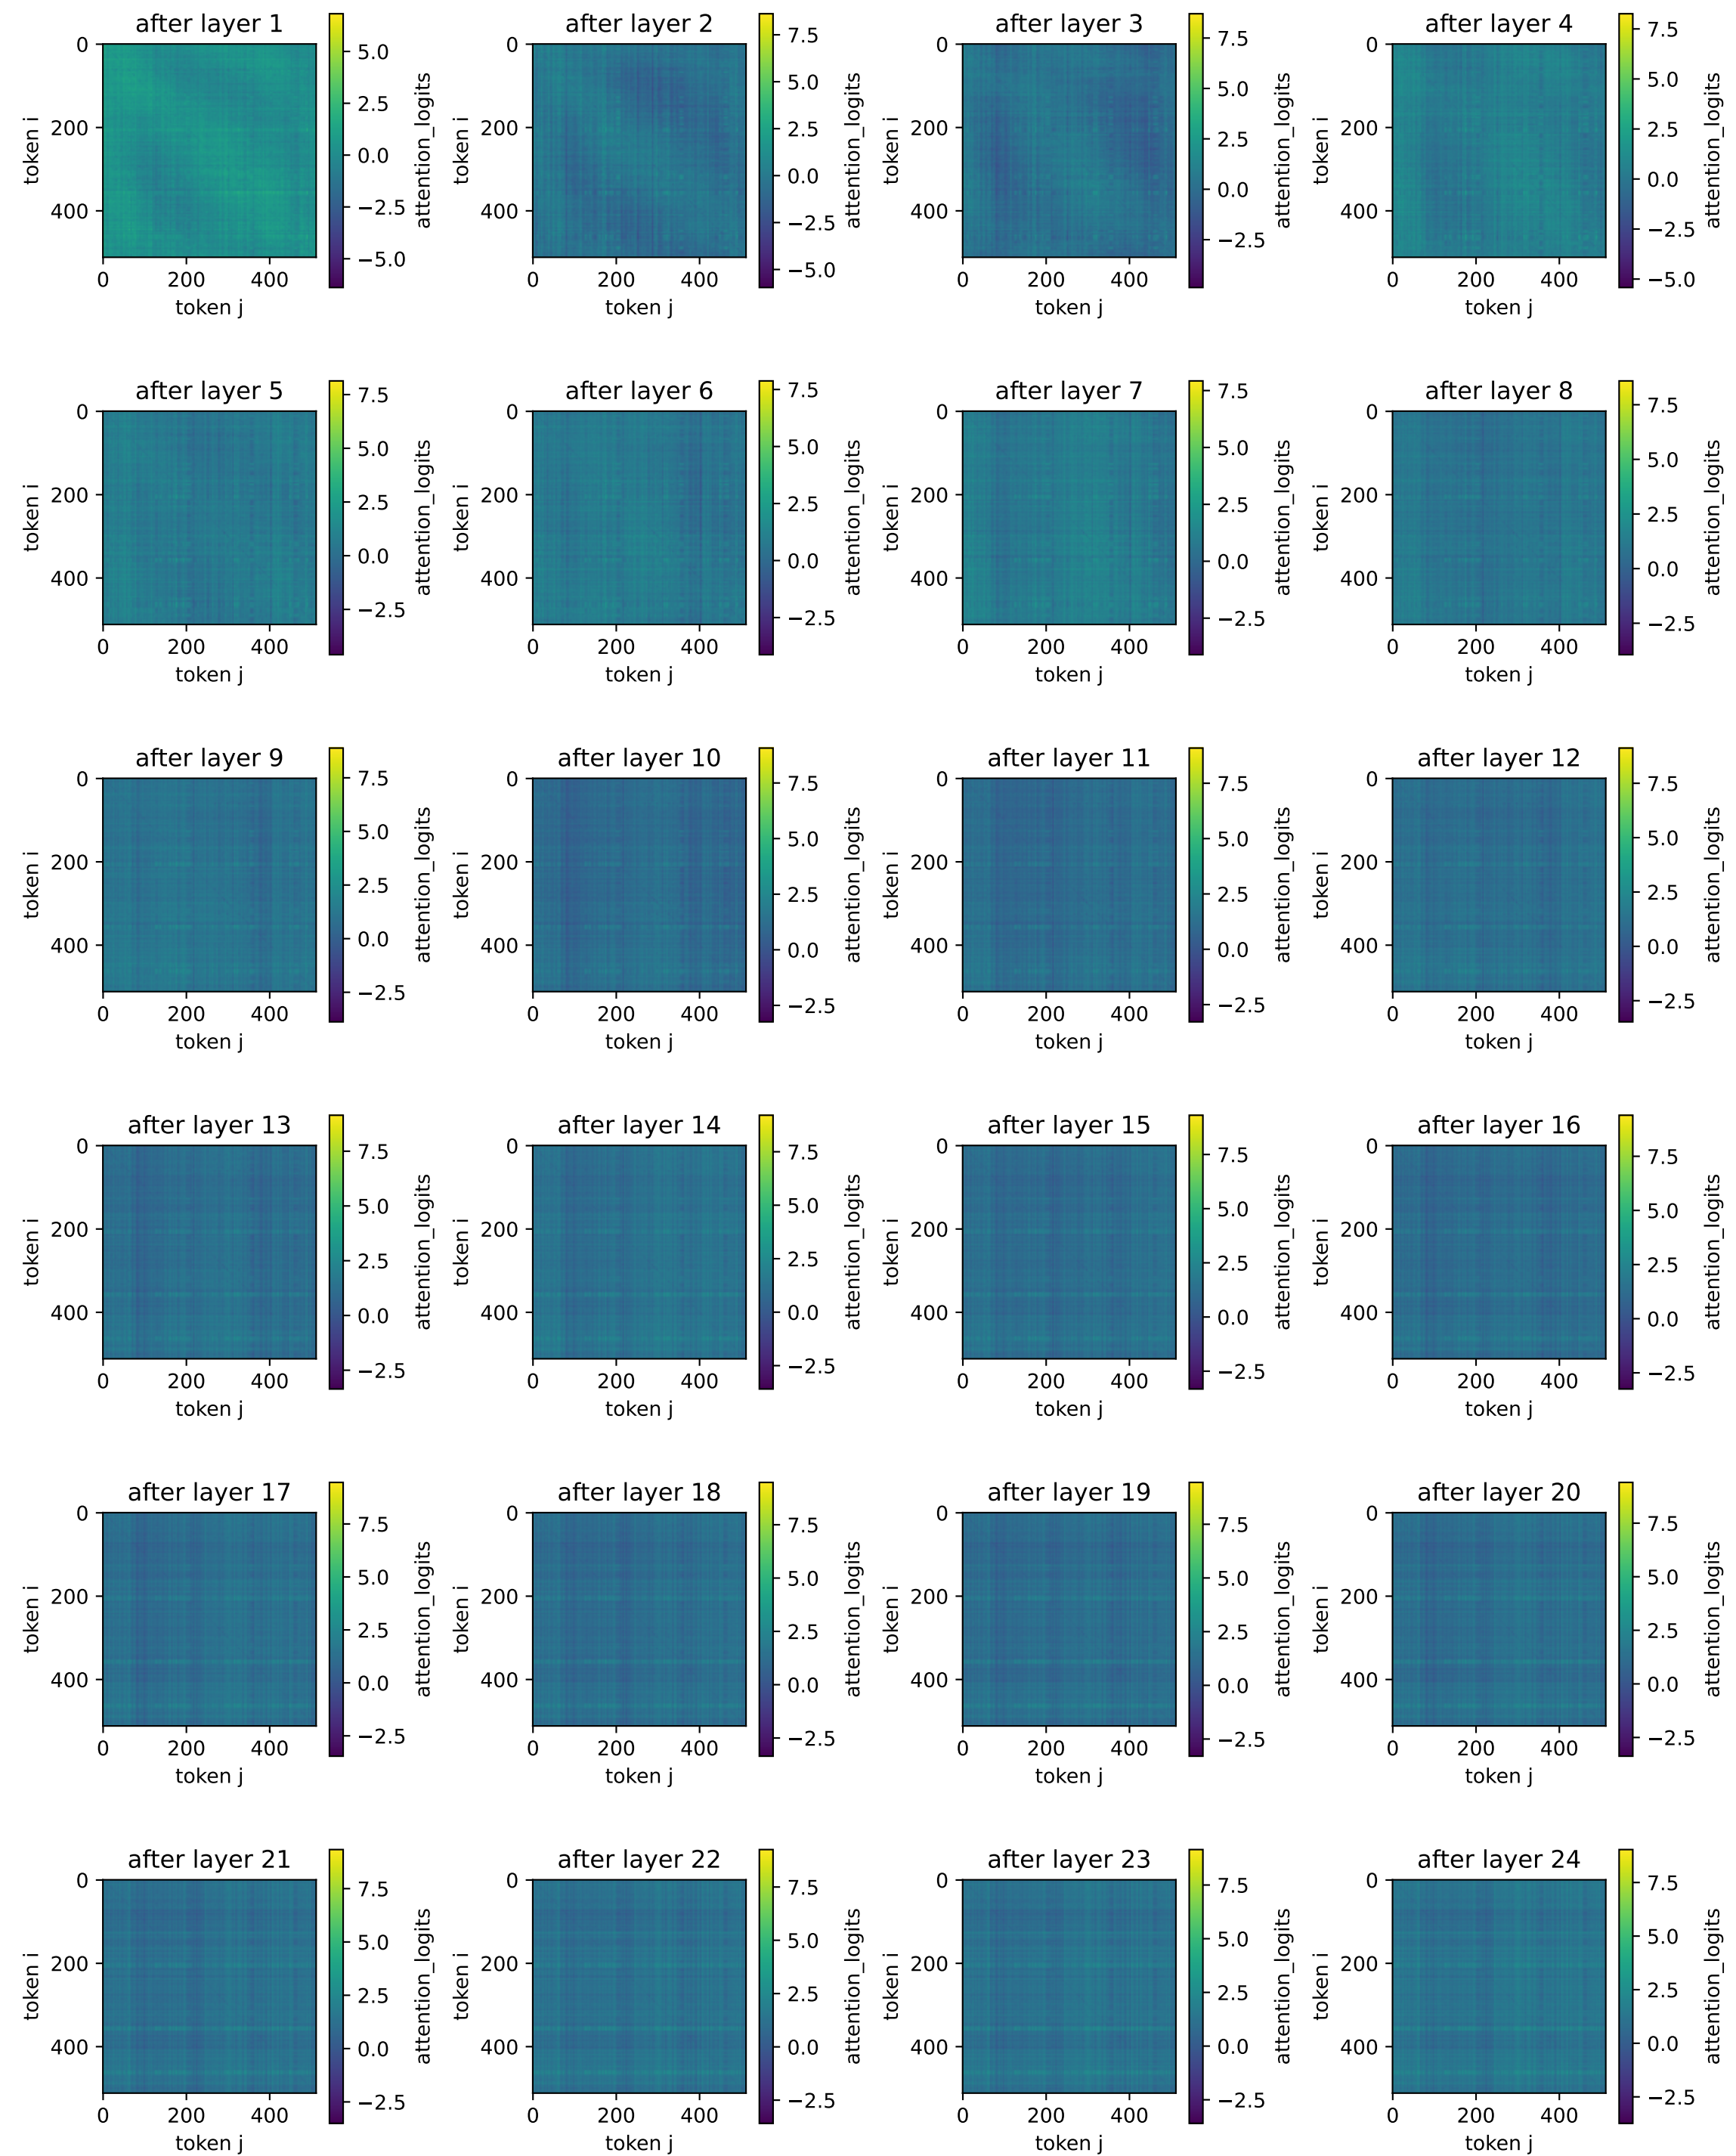 after layer 1 after layer 2 after layer 3 after layer 4
0 200 400 token i 0 200 400 token j 5.0 2.5 0.0 −2.5 −5.0 attention_logits
0 200 400 token i 0 200 400 token j 7.5 5.0 2.5 0.0 −2.5 −5.0 attention_logits
0 200 400 token i 0 200 400 token j 7.5 5.0 2.5 0.0 −2.5 attention_logits
0 200 400 token i 0 200 400 token j 7.5 5.0 2.5 0.0 −2.5 −5.0 attention_logits
after layer 5 after layer 6 after layer 7 after layer 8
0 200 400 token i 0 200 400 token j 7.5 5.0 2.5 0.0 −2.5 attention_logits
0 200 400 token i 0 200 400 token j 7.5 5.0 2.5 0.0 −2.5 attention_logits
0 200 400 token i 0 200 400 token j 7.5 5.0 2.5 0.0 −2.5 attention_logits
0 200 400 token i 0 200 400 token j 7.5 5.0 2.5 0.0 −2.5 attention_logits
after layer 9 after layer 10 after layer 11 after layer 12
0 200 400 token i 0 200 400 token j 7.5 5.0 2.5 0.0 −2.5 attention_logits
0 200 400 token i 0 200 400 token j 7.5 5.0 2.5 0.0 −2.5 attention_logits
0 200 400 token i 0 200 400 token j 7.5 5.0 2.5 0.0 −2.5 attention_logits
0 200 400 token i 0 200 400 token j 7.5 5.0 2.5 0.0 −2.5 attention_logits
after layer 13 after layer 14 after layer 15 after layer 16
0 200 400 token i 0 200 400 token j 7.5 5.0 2.5 0.0 −2.5 attention_logits
0 200 400 token i 0 200 400 token j 7.5 5.0 2.5 0.0 −2.5 attention_logits
0 200 400 token i 0 200 400 token j 7.5 5.0 2.5 0.0 −2.5 attention_logits
0 200 400 token i 0 200 400 token j 7.5 5.0 2.5 0.0 −2.5 attention_logits
after layer 17 after layer 18 after layer 19 after layer 20
0 200 400 token i 0 200 400 token j 7.5 5.0 2.5 0.0 −2.5 attention_logits
0 200 400 token i 0 200 400 token j 7.5 5.0 2.5 0.0 −2.5 attention_logits
0 200 400 token i 0 200 400 token j 7.5 5.0 2.5 0.0 −2.5 attention_logits
0 200 400 token i 0 200 400 token j 7.5 5.0 2.5 0.0 −2.5 attention_logits
after layer 21 after layer 22 after layer 23 after layer 24
0 200 400 token i 0 200 400 token j 7.5 5.0 2.5 0.0 −2.5 attention_logits
0 200 400 token i 0 200 400 token j 7.5 5.0 2.5 0.0 −2.5 attention_logits
0 200 400 token i 0 200 400 token j 7.5 5.0 2.5 0.0 −2.5 attention_logits
0 200 400 token i 0 200 400 token j 7.5 5.0 2.5 0.0 −2.5 attention_logits